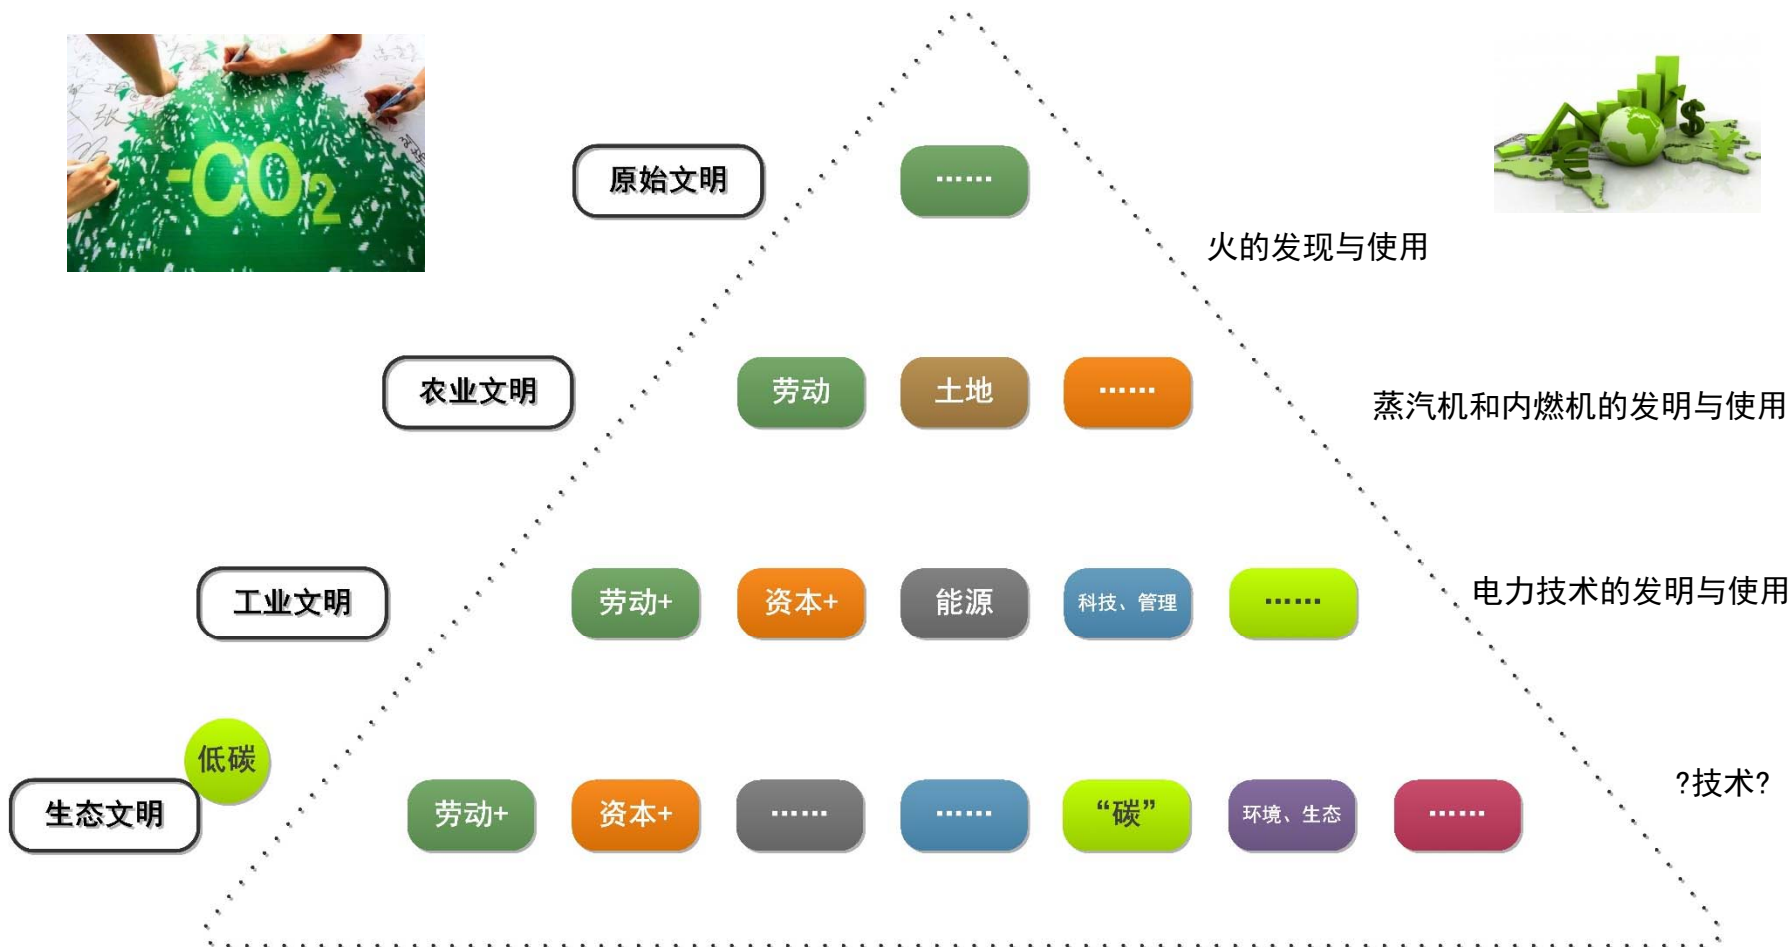 -CO2
张
原始文明
······
火的发现与使用
农业文明
劳动
土地
······
蒸汽机和内燃机的发明与使用
工业文明
劳动+
资本+
能源
科技、管理
······
电力技术的发明与使用
低碳
生态文明
劳动+
资本+
······
······
“碳”
环境、生态
······
?技术?
$
€
¥